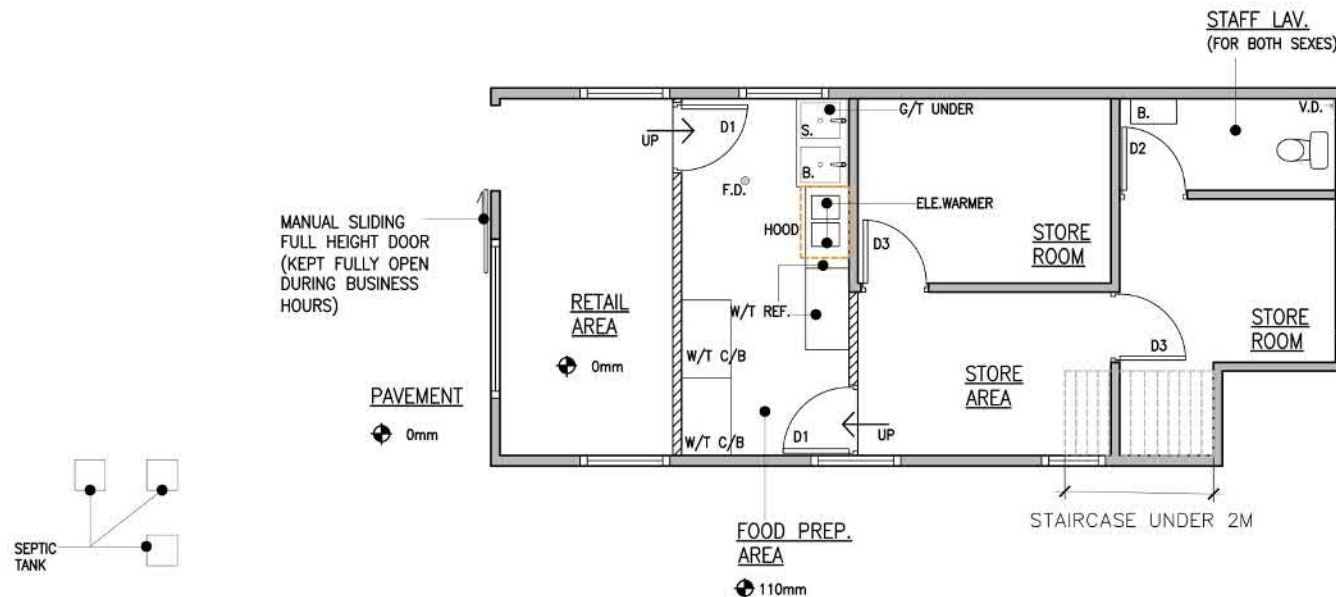 STAFF LAV.
(FOR BOTH SEXES)
G/T UNDER
B.
V.D.
UP
D1
S.
D2
B.
F.D.
ELE.WARMER
MANUAL SLIDING
FULL HEIGHT DOOR
(KEPT FULLY OPEN
DURING BUSINESS
HOURS)
HOOD
D3
STORE
ROOM
RETAIL
AREA
0mm
W/T REF.
STORE
ROOM
D3
W/T C/B
STORE
AREA
PAVEMENT
0mm
W/T C/B
D1
UP
STAIRCASE UNDER 2M
FOOD PREP.
AREA
110mm
SEPTIC
TANK